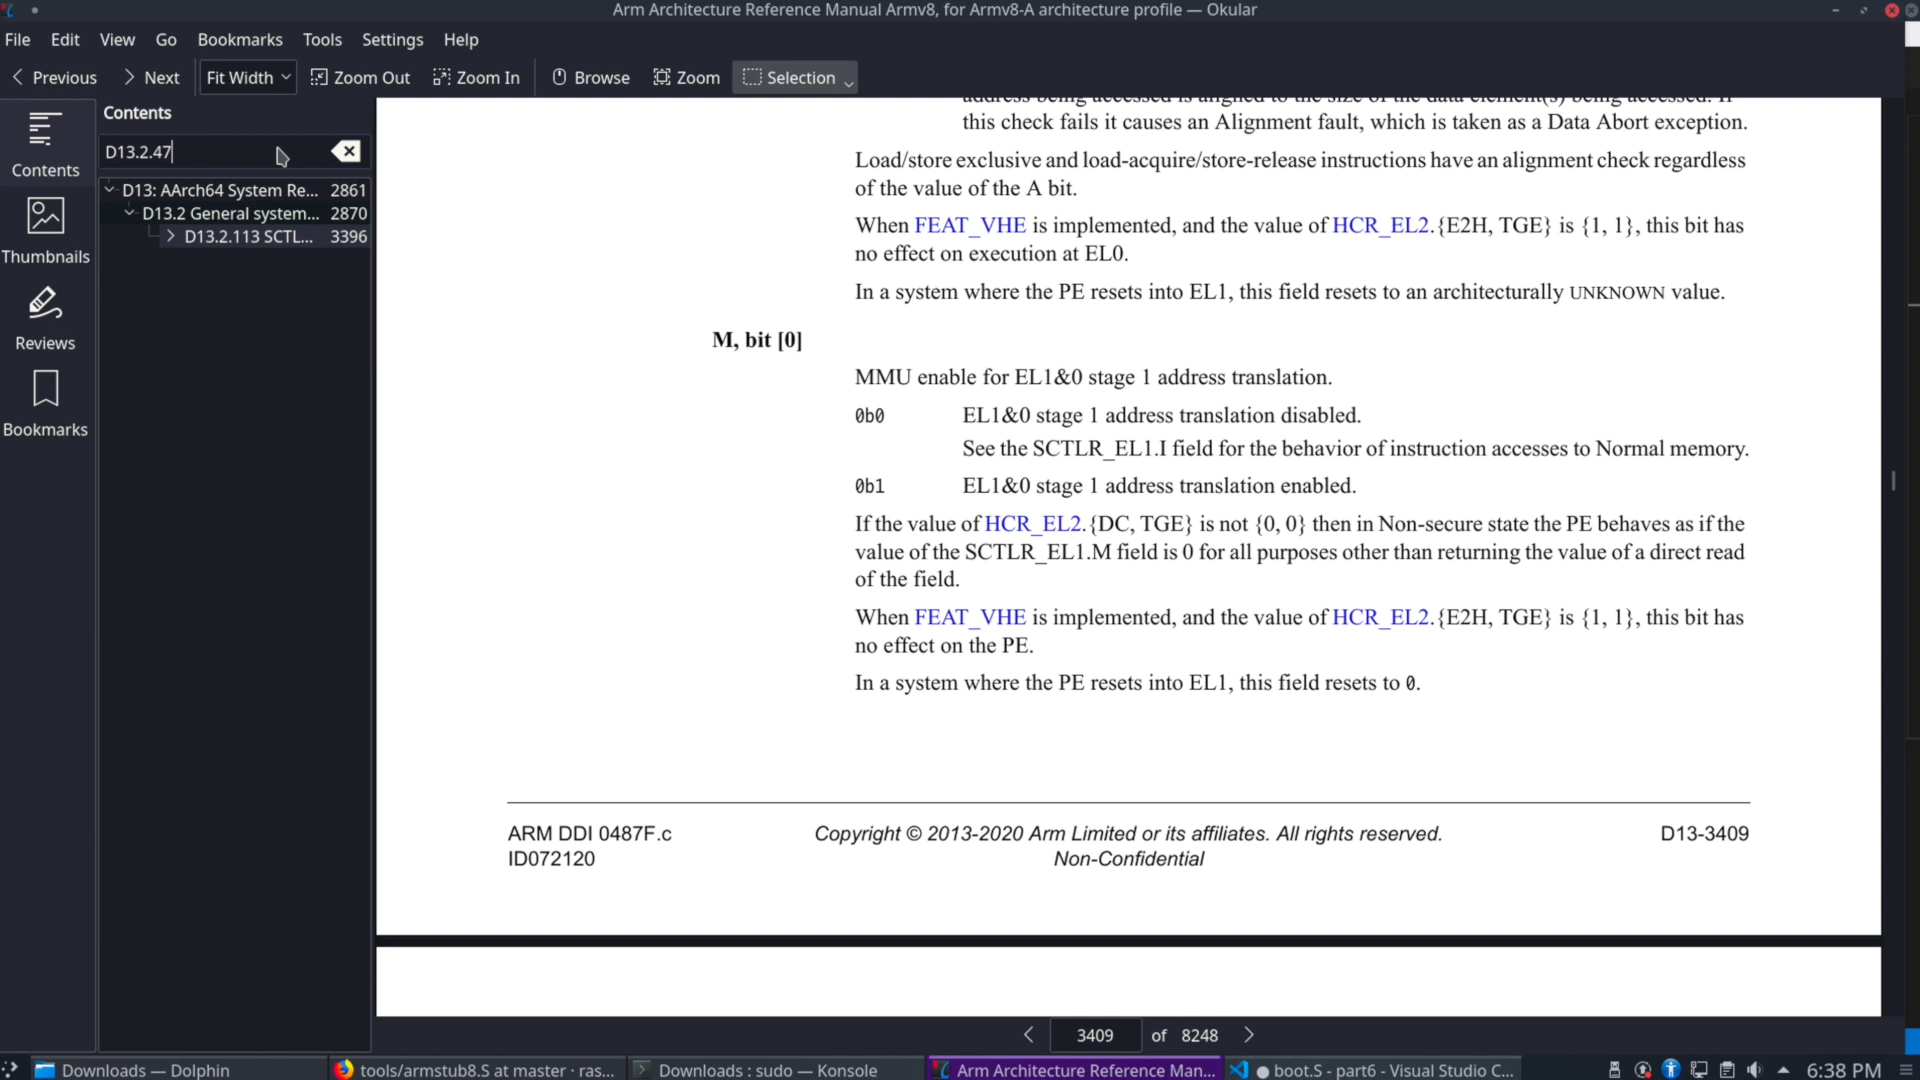 Arm Architecture Reference Manual Armv8, for Armv8-A architecture profile — Okular
File Edit View Go Bookmarks Tools Settings Help
Previous Next Fit Width Zoom Out Zoom In Browse Zoom Selection
Contents
D13.2.47
D13: AArch64 System Re... 2861
D13.2 General system... 2870
D13.2.113 SCTL... 3396
Contents
Thumbnails
Reviews
Bookmarks
address being accessed is aligned to the size of the data element(s) being accessed. If
this check fails it causes an Alignment fault, which is taken as a Data Abort exception.
Load/store exclusive and load-acquire/store-release instructions have an alignment check regardless
of the value of the A bit.
When FEAT_VHE is implemented, and the value of HCR_EL2.{E2H, TGE} is {1, 1}, this bit has
no effect on execution at EL0.
In a system where the PE resets into EL1, this field resets to an architecturally UNKNOWN value.
M, bit [0]
MMU enable for EL1&0 stage 1 address translation.
0b0 EL1&0 stage 1 address translation disabled.
See the SCTLR_EL1.I field for the behavior of instruction accesses to Normal memory.
0b1 EL1&0 stage 1 address translation enabled.
If the value of HCR_EL2.{DC, TGE} is not {0, 0} then in Non-secure state the PE behaves as if the
value of the SCTLR_EL1.M field is 0 for all purposes other than returning the value of a direct read
of the field.
When FEAT_VHE is implemented, and the value of HCR_EL2.{E2H, TGE} is {1, 1}, this bit has
no effect on the PE.
In a system where the PE resets into EL1, this field resets to 0.
ARM DDI 0487F.c Copyright © 2013-2020 Arm Limited or its affiliates. All rights reserved. D13-3409
ID072120 Non-Confidential
3409 of 8248
Downloads — Dolphin tools/armstub8.S at master · ras... Downloads : sudo — Konsole Arm Architecture Reference Man... ● boot.S - part6 - Visual Studio C... 6:38 PM